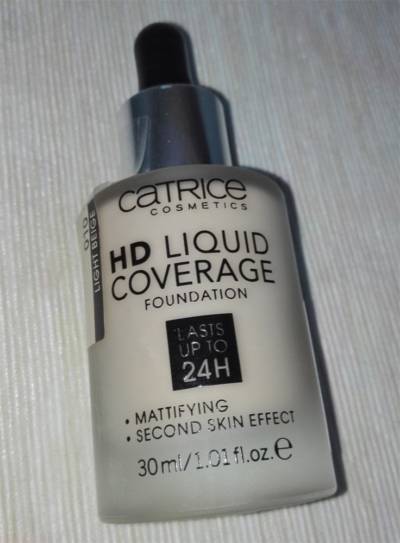 CATRICE
COSMETICS
010
LIGHT BEIGE
HD LIQUID
COVERAGE
FOUNDATION
LASTS
UP TO
24H
• MATTIFYING
• SECOND SKIN EFFECT
30ml/1.01fl.oz.℮